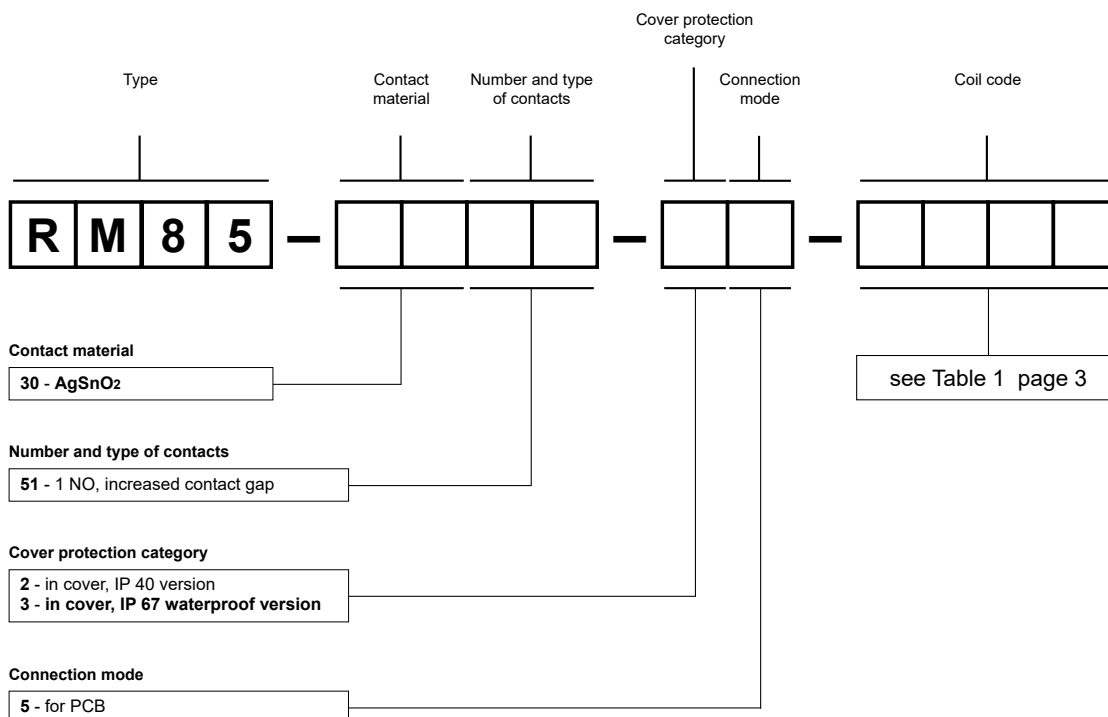 Cover protection
category
Type
Contact
material
Number and type
of contacts
Connection
mode
Coil code
RM85 – – –
Contact material
30 - AgSnO2
see Table 1 page 3
Number and type of contacts
51 - 1 NO, increased contact gap
Cover protection category
2 - in cover, IP 40 version
3 - in cover, IP 67 waterproof version
Connection mode
5 - for PCB